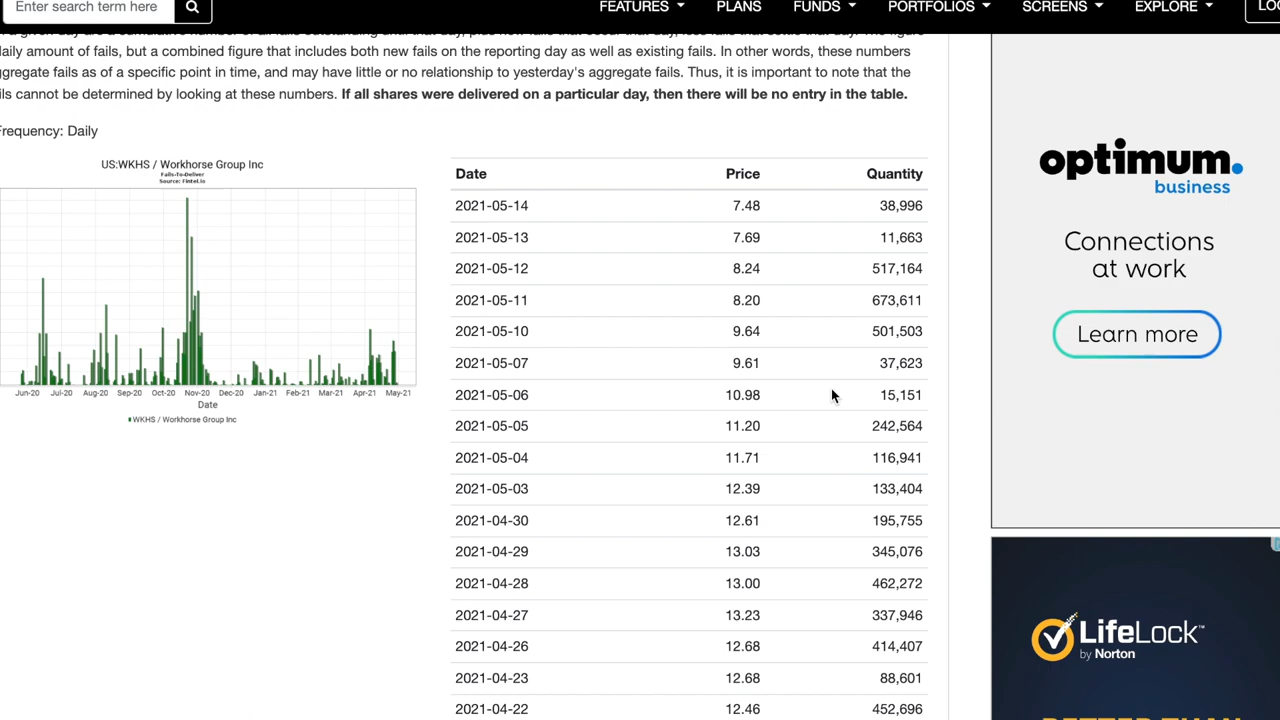 Enter search term here
FEATURES PLANS FUNDS PORTFOLIOS SCREENS EXPLORE LO
daily amount of fails, but a combined figure that includes both new fails on the reporting day as well as existing fails. In other words, these numbers
ggregate fails as of a specific point in time, and may have little or no relationship to yesterday's aggregate fails. Thus, it is important to note that the
ils cannot be determined by looking at these numbers. If all shares were delivered on a particular day, then there will be no entry in the table.
Frequency: Daily
US:WKHS / Workhorse Group Inc
Fails-To-Deliver
Source: Fintel.io
Jun-20 Jul-20 Aug-20 Sep-20 Oct-20 Nov-20 Dec-20 Jan-21 Feb-21 Mar-21 Apr-21 May-21
Date
WKHS / Workhorse Group Inc
Date Price Quantity
2021-05-14 7.48 38,996
2021-05-13 7.69 11,663
2021-05-12 8.24 517,164
2021-05-11 8.20 673,611
2021-05-10 9.64 501,503
2021-05-07 9.61 37,623
2021-05-06 10.98 15,151
2021-05-05 11.20 242,564
2021-05-04 11.71 116,941
2021-05-03 12.39 133,404
2021-04-30 12.61 195,755
2021-04-29 13.03 345,076
2021-04-28 13.00 462,272
2021-04-27 13.23 337,946
2021-04-26 12.68 414,407
2021-04-23 12.68 88,601
2021-04-22 12.46 452,696
optimum.
business
Connections
at work
Learn more
LifeLock™
by Norton